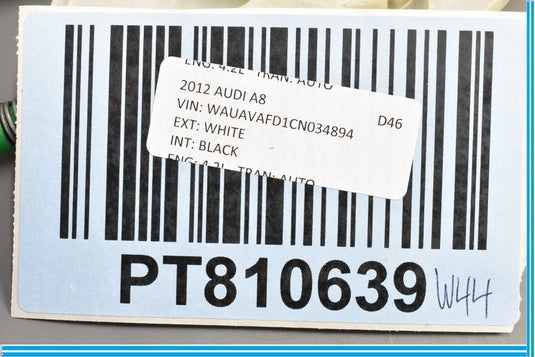 ENG: 4.2L TRAN: AUTO
2012 AUDI A8 D46
VIN: WAUAVAFD1CN034894
EXT: WHITE
INT: BLACK
ENG: 4.2L TRAN: AUTO
PT810639 W44